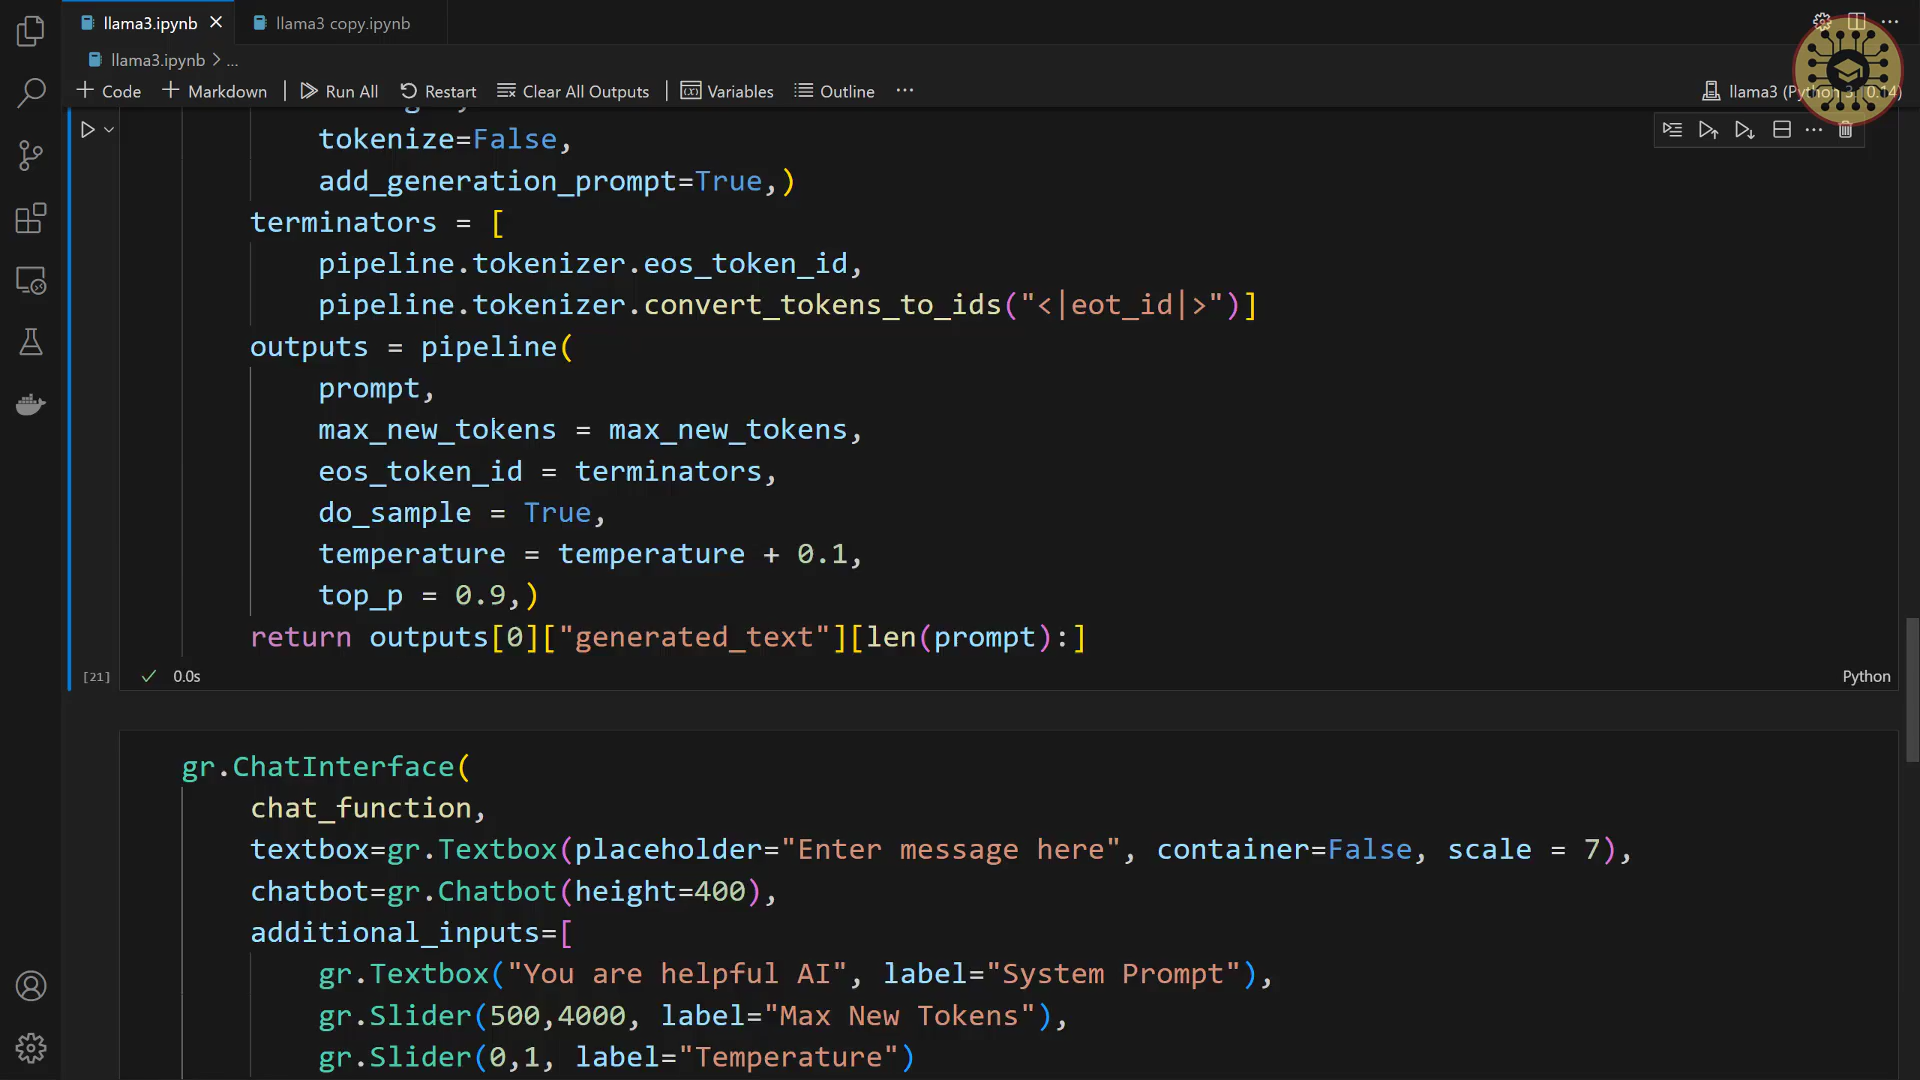 llama3.ipynb
llama3 copy.ipynb
llama3.ipynb > ...
Code
Markdown
Run All
Restart
Clear All Outputs
Variables
Outline
llama3 (Python 3.10.14)
tokenize=False,
add_generation_prompt=True,)
terminators = [
pipeline.tokenizer.eos_token_id,
pipeline.tokenizer.convert_tokens_to_ids("<|eot_id|>")]
outputs = pipeline(
prompt,
max_new_tokens = max_new_tokens,
eos_token_id = terminators,
do_sample = True,
temperature = temperature + 0.1,
top_p = 0.9,)
return outputs[0]["generated_text"][len(prompt):]
[21]
0.0s
Python
gr.ChatInterface(
chat_function,
textbox=gr.Textbox(placeholder="Enter message here", container=False, scale = 7),
chatbot=gr.Chatbot(height=400),
additional_inputs=[
gr.Textbox("You are helpful AI", label="System Prompt"),
gr.Slider(500,4000, label="Max New Tokens"),
gr.Slider(0,1, label="Temperature")